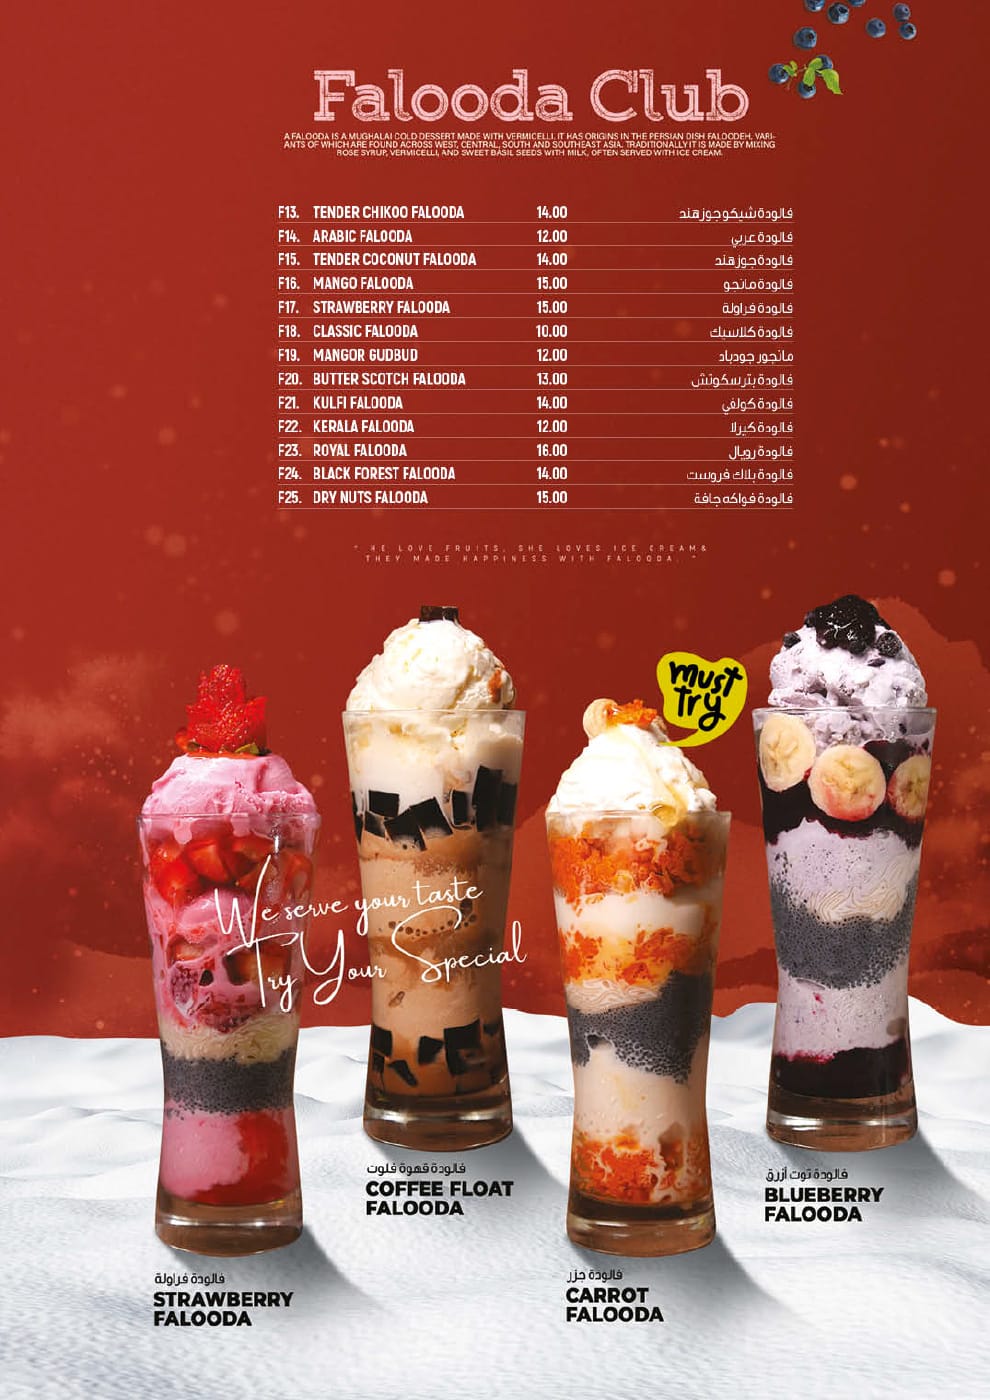 Falooda Club
A FALOODA IS A MUGHALAI COLD DESSERT MADE WITH VERMICELLI. IT HAS ORIGINS IN THE PERSIAN DISH FALOODEH, VARI-
ANTS OF WHICH ARE FOUND ACROSS WEST, CENTRAL, SOUTH AND SOUTHEAST ASIA. TRADITIONALLY IT IS MADE BY MIXING
ROSE SYRUP, VERMICELLI, AND SWEET BASIL SEEDS WITH MILK, OFTEN SERVED WITH ICE CREAM.
F13. TENDER CHIKOO FALOODA 14.00 فالودة شيكو جوز هند
F14. ARABIC FALOODA 12.00 فالودة عربي
F15. TENDER COCONUT FALOODA 14.00 فالودة جوز هند
F16. MANGO FALOODA 15.00 فالودة مانجو
F17. STRAWBERRY FALOODA 15.00 فالودة فراولة
F18. CLASSIC FALOODA 10.00 فالودة كلاسيك
F19. MANGOR GUDBUD 12.00 مانجور جودباد
F20. BUTTER SCOTCH FALOODA 13.00 فالودة بترسكوتش
F21. KULFI FALOODA 14.00 فالودة كولفي
F22. KERALA FALOODA 12.00 فالودة كيرلا
F23. ROYAL FALOODA 16.00 فالودة رويال
F24. BLACK FOREST FALOODA 14.00 فالودة بلاك فروست
F25. DRY NUTS FALOODA 15.00 فالودة فواكه جافة
" HE LOVE FRUITS, SHE LOVES ICE CREAM&
THEY MADE HAPPINESS WITH FALOODA. "
must
try
We serve your taste
Try Your Special
فالودة قهوة فلوت
COFFEE FLOAT
FALOODA
فالودة توت أزرق
BLUEBERRY
FALOODA
فالودة فراولة
STRAWBERRY
FALOODA
فالودة جزر
CARROT
FALOODA